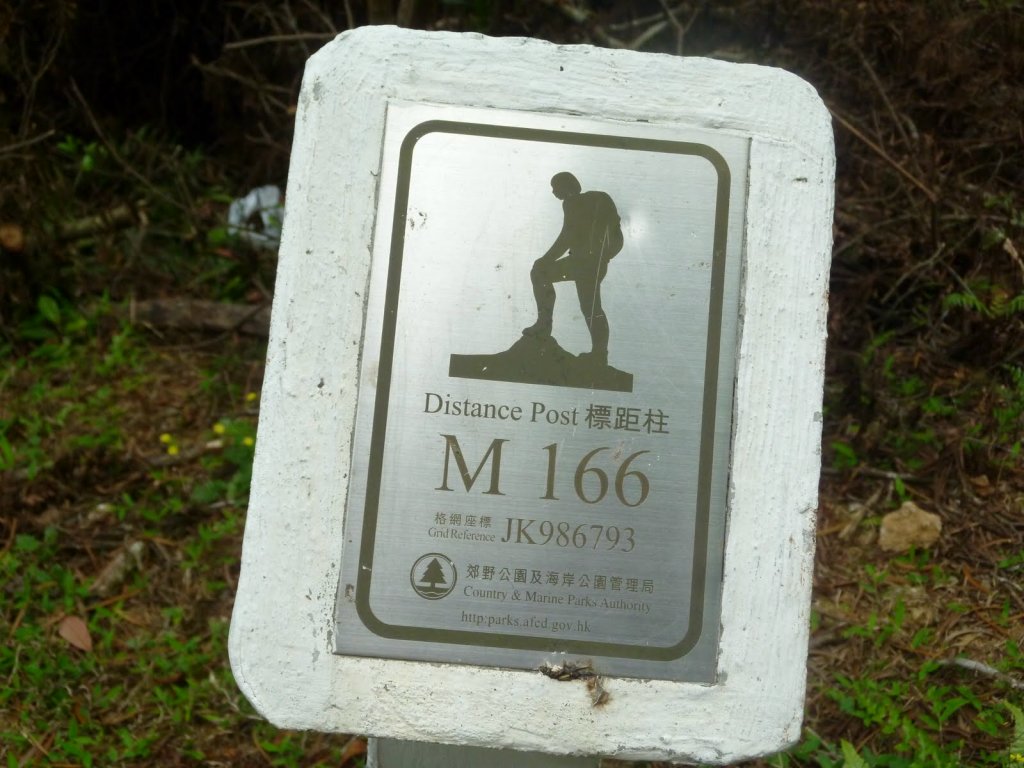 Distance Post 標距柱
M 166
格網座標
Grid Reference JK986793
郊野公園及海岸公園管理局
Country & Marine Parks Authority
http:parks.afcd.gov.hk